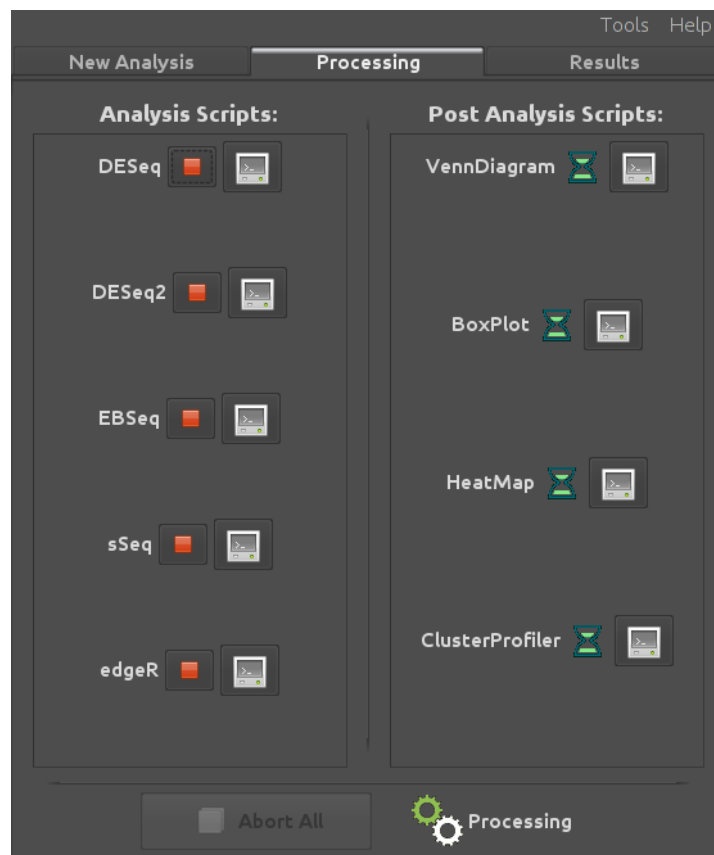 Tools Help
New Analysis Processing Results
Analysis Scripts:
DESeq
DESeq2
EBSeq
sSeq
edgeR
Post Analysis Scripts:
VennDiagram
BoxPlot
HeatMap
ClusterProfiler
Abort All
Processing